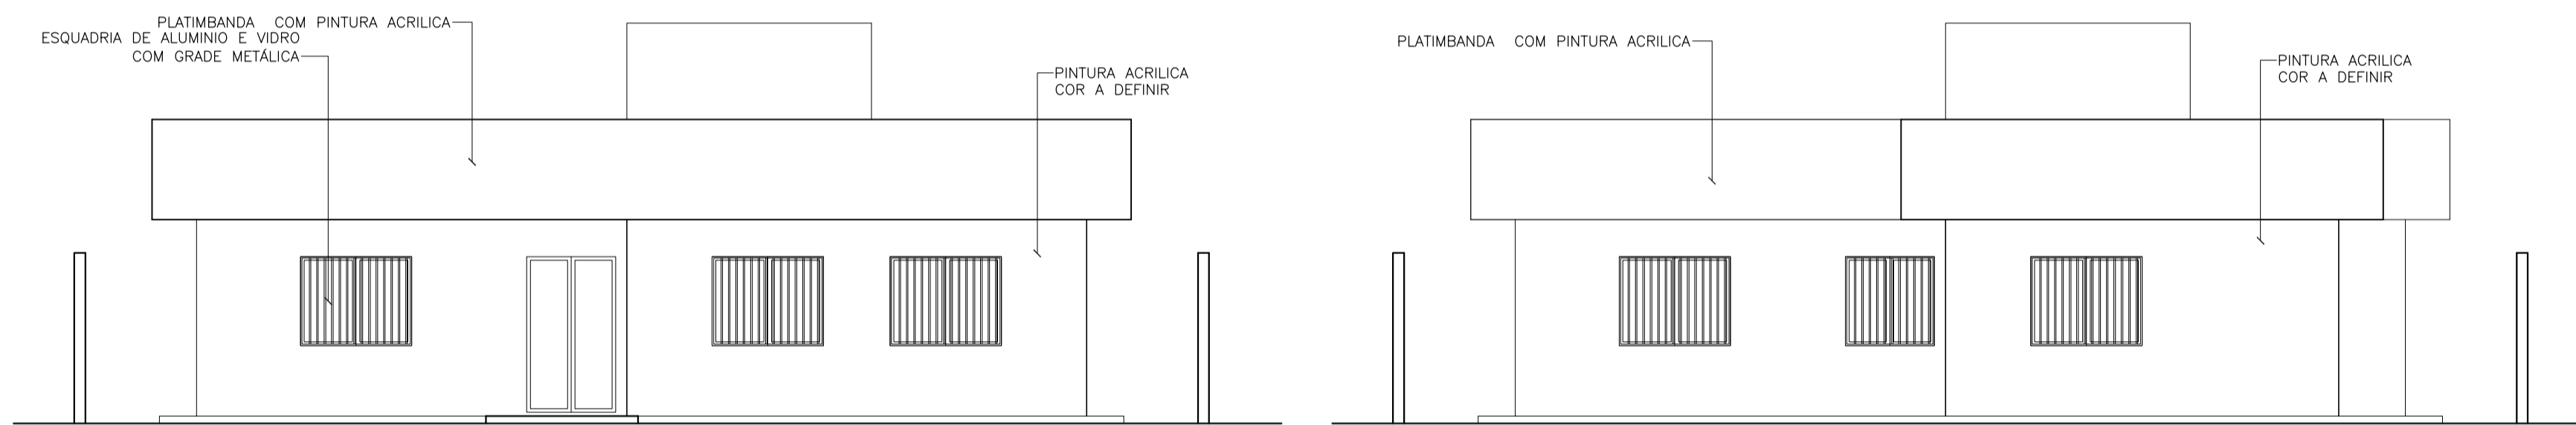 PLATIMBANDA COM PINTURA ACRILICA
ESQUADRIA DE ALUMINIO E VIDRO
COM GRADE METÁLICA
PINTURA ACRILICA
COR A DEFINIR
PLATIMBANDA COM PINTURA ACRILICA
PINTURA ACRILICA
COR A DEFINIR